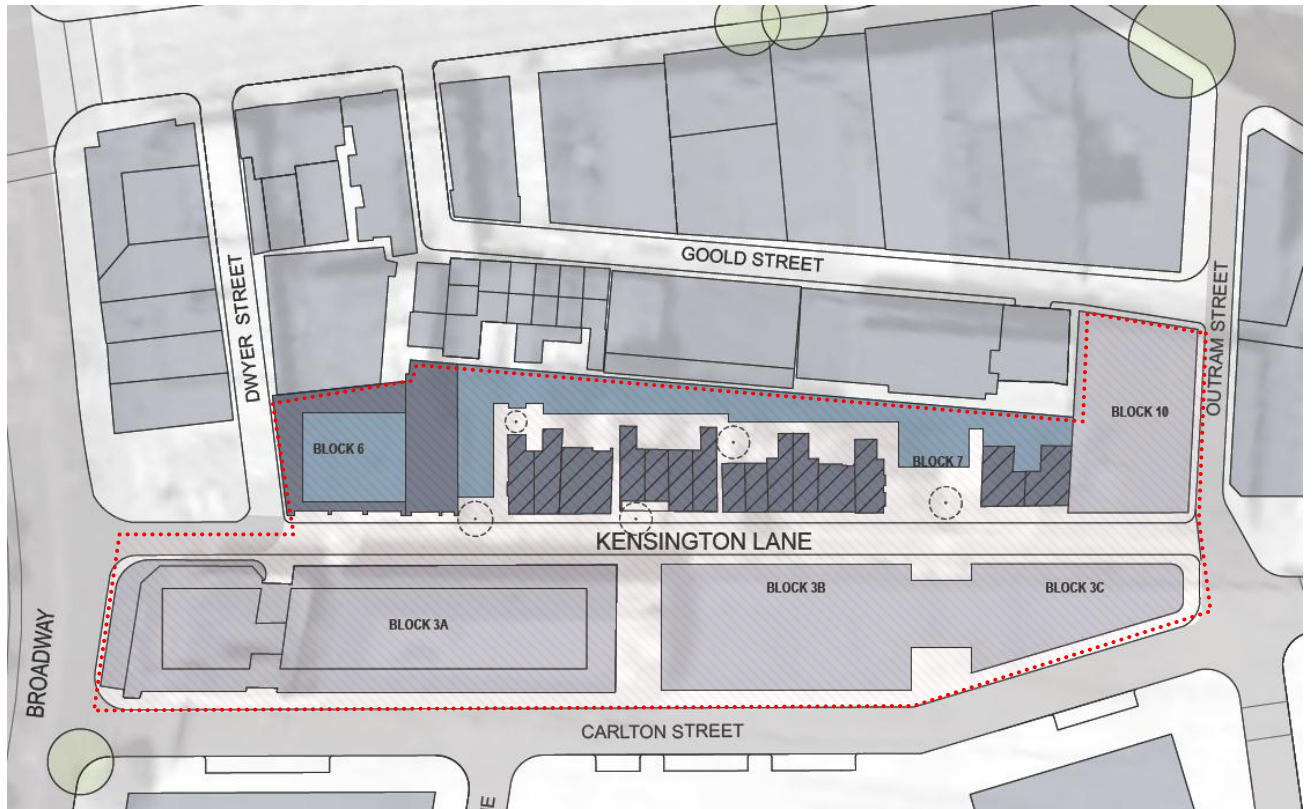 GOOLD STREET
DWYER STREET
OUTRAM STREET
BLOCK 10
BLOCK 6
BLOCK 7
KENSINGTON LANE
BLOCK 3A
BLOCK 3B
BLOCK 3C
BROADWAY
CARLTON STREET